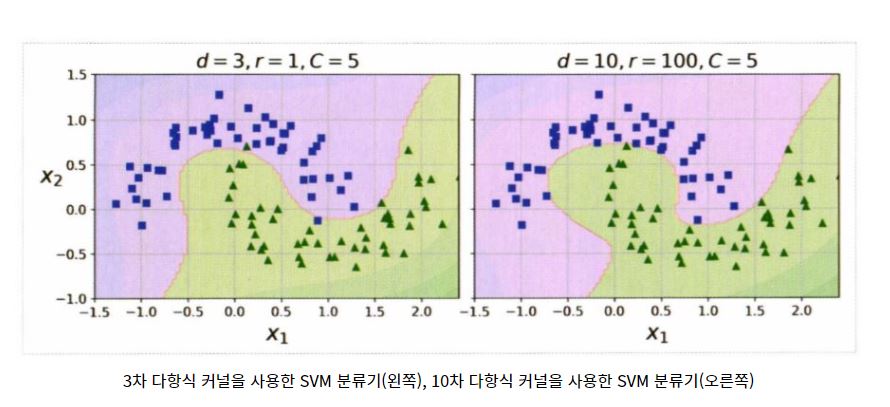 d = 3, r = 1, C = 5
d = 10, r = 100, C = 5
1.5
1.0
0.5
0.0
−0.5
−1.0
x₂
−1.5 −1.0 −0.5 0.0 0.5 1.0 1.5 2.0
−1.5 −1.0 −0.5 0.0 0.5 1.0 1.5 2.0
x₁
x₁
3차 다항식 커널을 사용한 SVM 분류기(왼쪽), 10차 다항식 커널을 사용한 SVM 분류기(오른쪽)